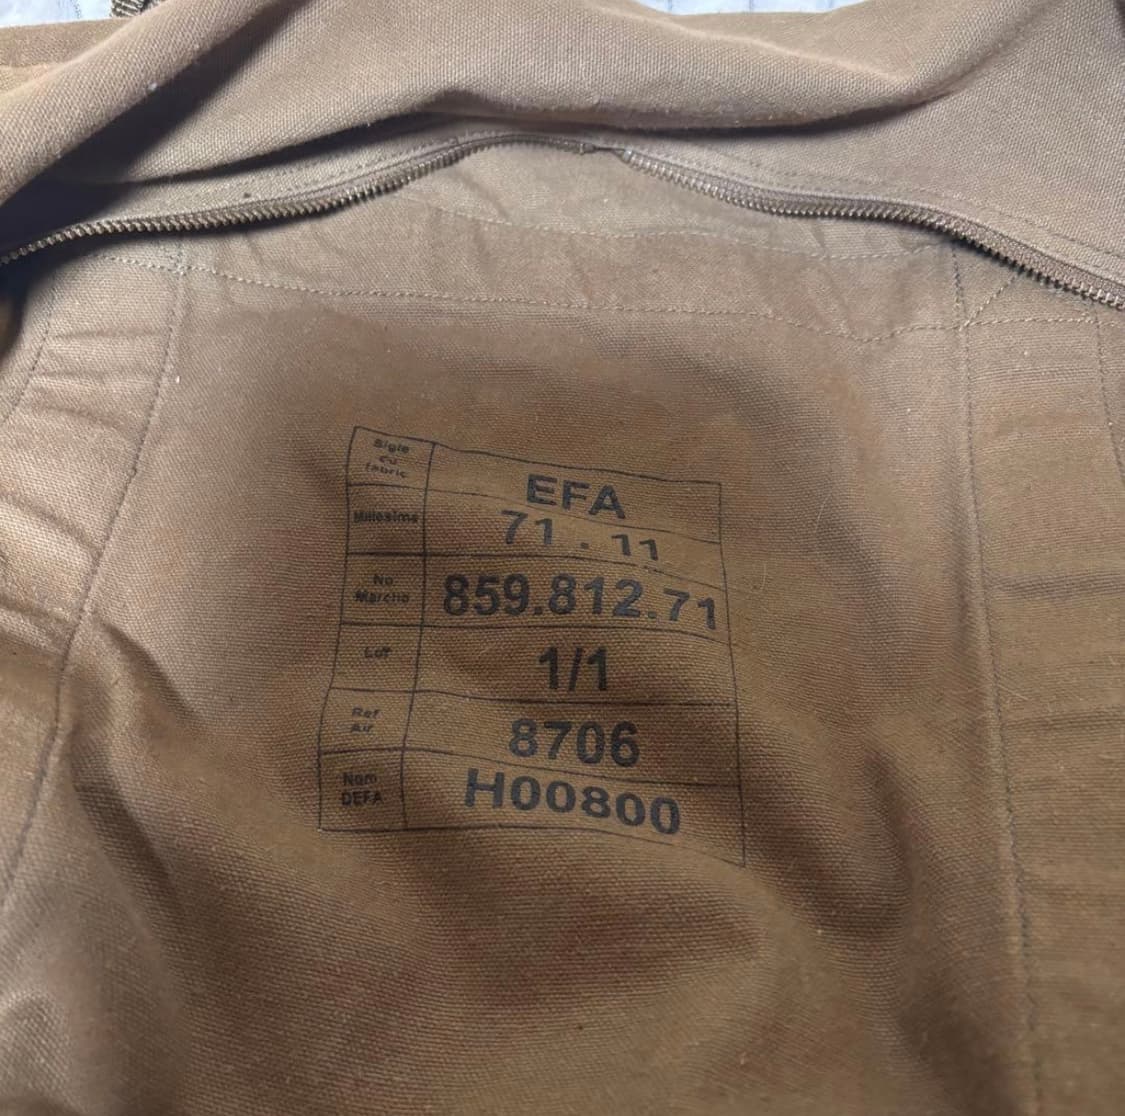 Sigle
du
fabric
EFA
Millesime
71 . 11
No
Marche
859.812.71
Lot
1/1
Ref
Air
8706
Nom
DEFA
H00800